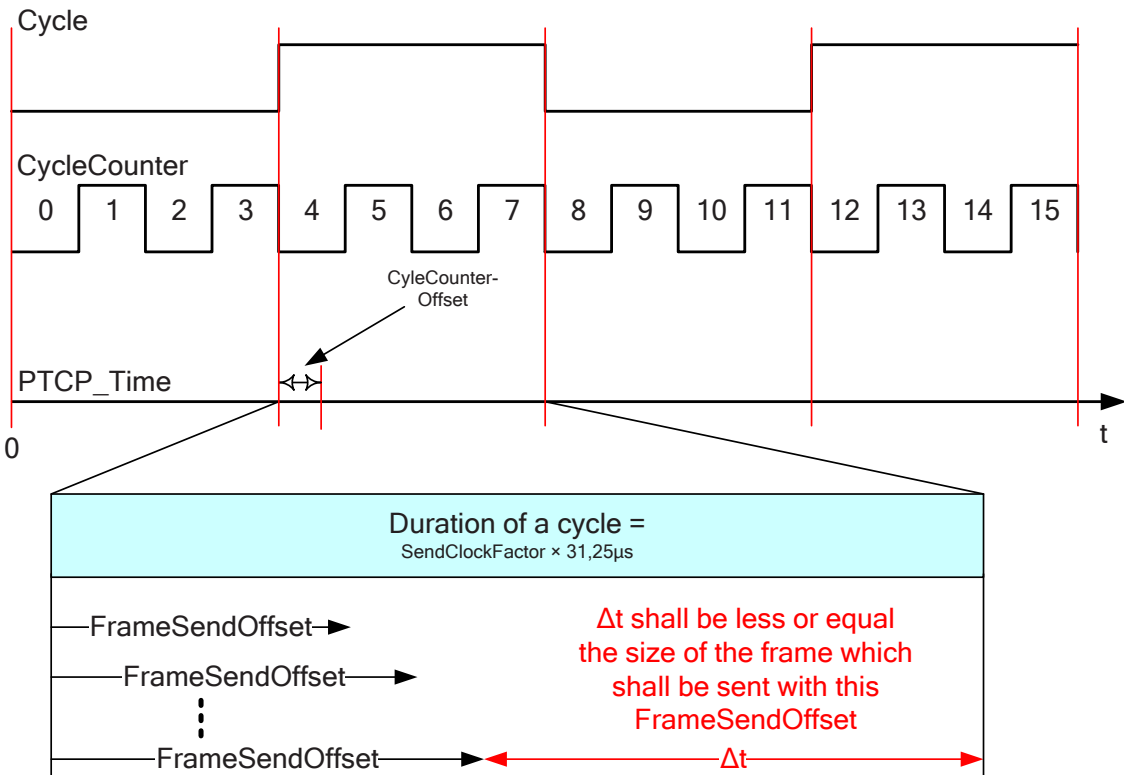 Cycle
CycleCounter
0 1 2 3 4 5 6 7 8 9 10 11 12 13 14 15
CyleCounter-
Offset
PTCP_Time
0
t
Duration of a cycle =
SendClockFactor × 31,25µs
FrameSendOffset
FrameSendOffset
FrameSendOffset
Δt shall be less or equal
the size of the frame which
shall be sent with this
FrameSendOffset
Δt